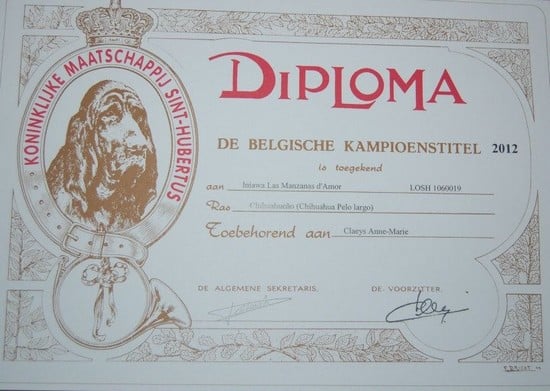 KONINKLIJKE MAATSCHAPPIJ SINT-HUBERTUS
DIPLOMA
DE BELGISCHE KAMPIOENSTITEL 2012
is toegekend
aan Iniawa Las Manzanas d'Amor LOSH 1060019
Ras Chihuahueño (Chihuahua Pelo largo)
Toebehorend aan Claeys Anne-Marie
DE ALGEMENE SEKRETARIS. DE VOORZITTER.